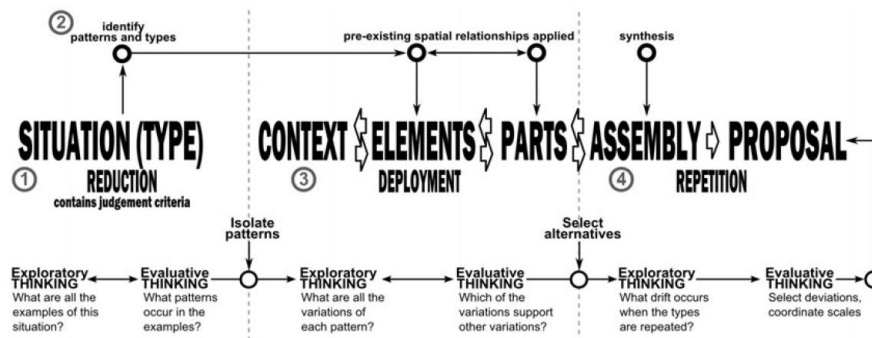 2
identify
patterns and types
pre-existing spatial relationships applied
synthesis
SITUATION (TYPE)
CONTEXT
ELEMENTS
PARTS
ASSEMBLY
PROPOSAL
1
REDUCTION
contains judgement criteria
3
DEPLOYMENT
4
REPETITION
Isolate
patterns
Select
alternatives
Exploratory
THINKING
What are all the
examples of this
situation?
Evaluative
THINKING
What patterns
occur in the
examples?
Exploratory
THINKING
What are all the
variations of
each pattern?
Evaluative
THINKING
Which of the
variations support
other variations?
Exploratory
THINKING
What drift occurs
when the types
are repeated?
Evaluative
THINKING
Select deviations,
coordinate scales